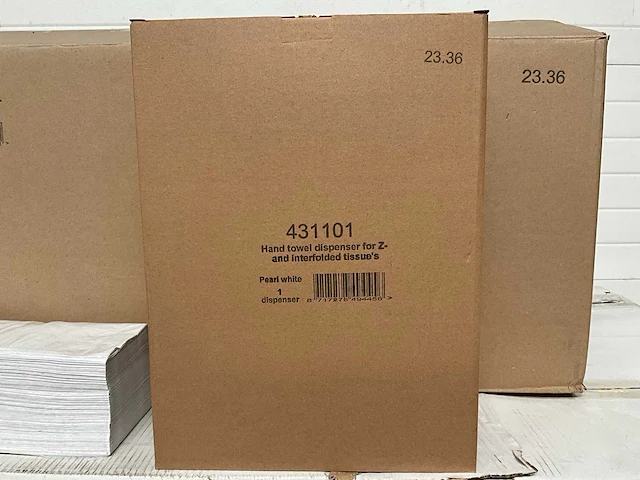 23.36
23.36
431101
Hand towel dispenser for Z-
and interfolded tissue's
Pearl white
1
dispenser